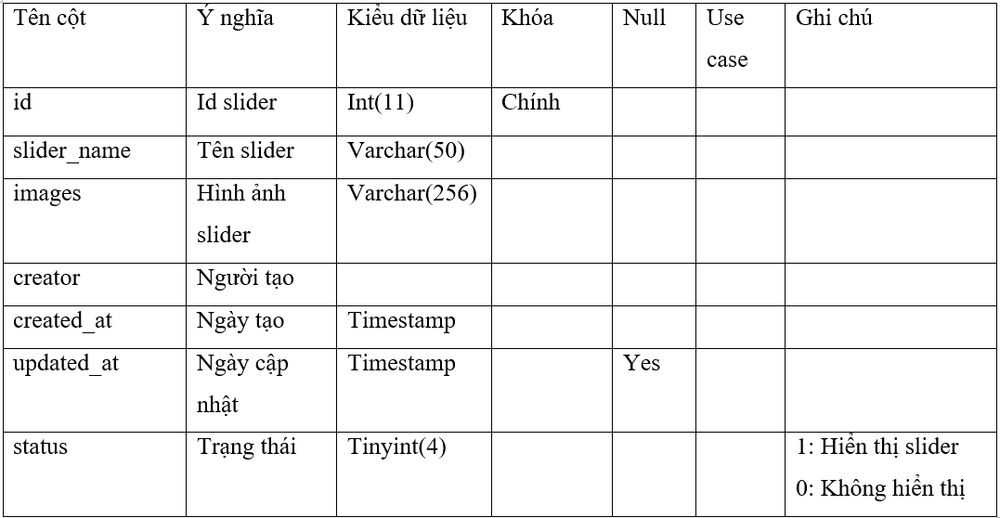 Tên cột Ý nghĩa Kiểu dữ liệu Khóa Null Use case Ghi chú
id Id slider Int(11) Chính
slider_name Tên slider Varchar(50)
images Hình ảnh slider Varchar(256)
creator Người tạo
created_at Ngày tạo Timestamp
updated_at Ngày cập nhật Timestamp Yes
status Trạng thái Tinyint(4) 1: Hiển thị slider
0: Không hiển thị